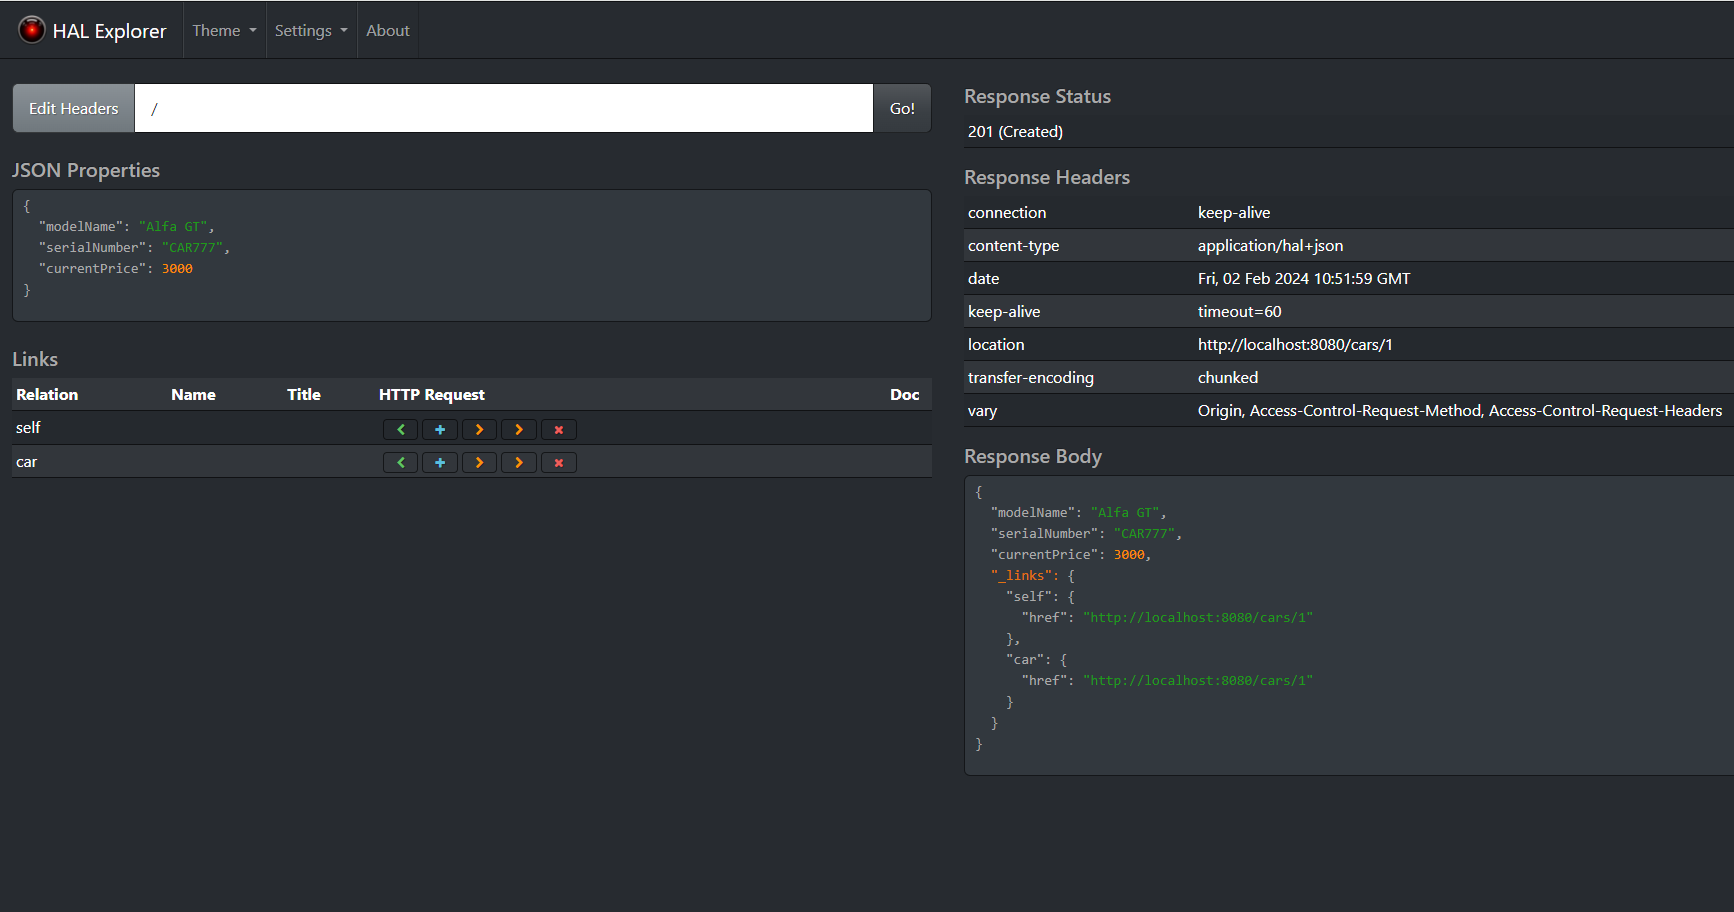 HAL Explorer Theme Settings About
Edit Headers / Go!
JSON Properties
{
  "modelName": "Alfa GT",
  "serialNumber": "CAR777",
  "currentPrice": 3000
}
Links
Relation Name Title HTTP Request Doc
self
car
Response Status
201 (Created)
Response Headers
connection keep-alive
content-type application/hal+json
date Fri, 02 Feb 2024 10:51:59 GMT
keep-alive timeout=60
location http://localhost:8080/cars/1
transfer-encoding chunked
vary Origin, Access-Control-Request-Method, Access-Control-Request-Headers
Response Body
{
  "modelName": "Alfa GT",
  "serialNumber": "CAR777",
  "currentPrice": 3000,
  "_links": {
    "self": {
      "href": "http://localhost:8080/cars/1"
    },
    "car": {
      "href": "http://localhost:8080/cars/1"
    }
  }
}